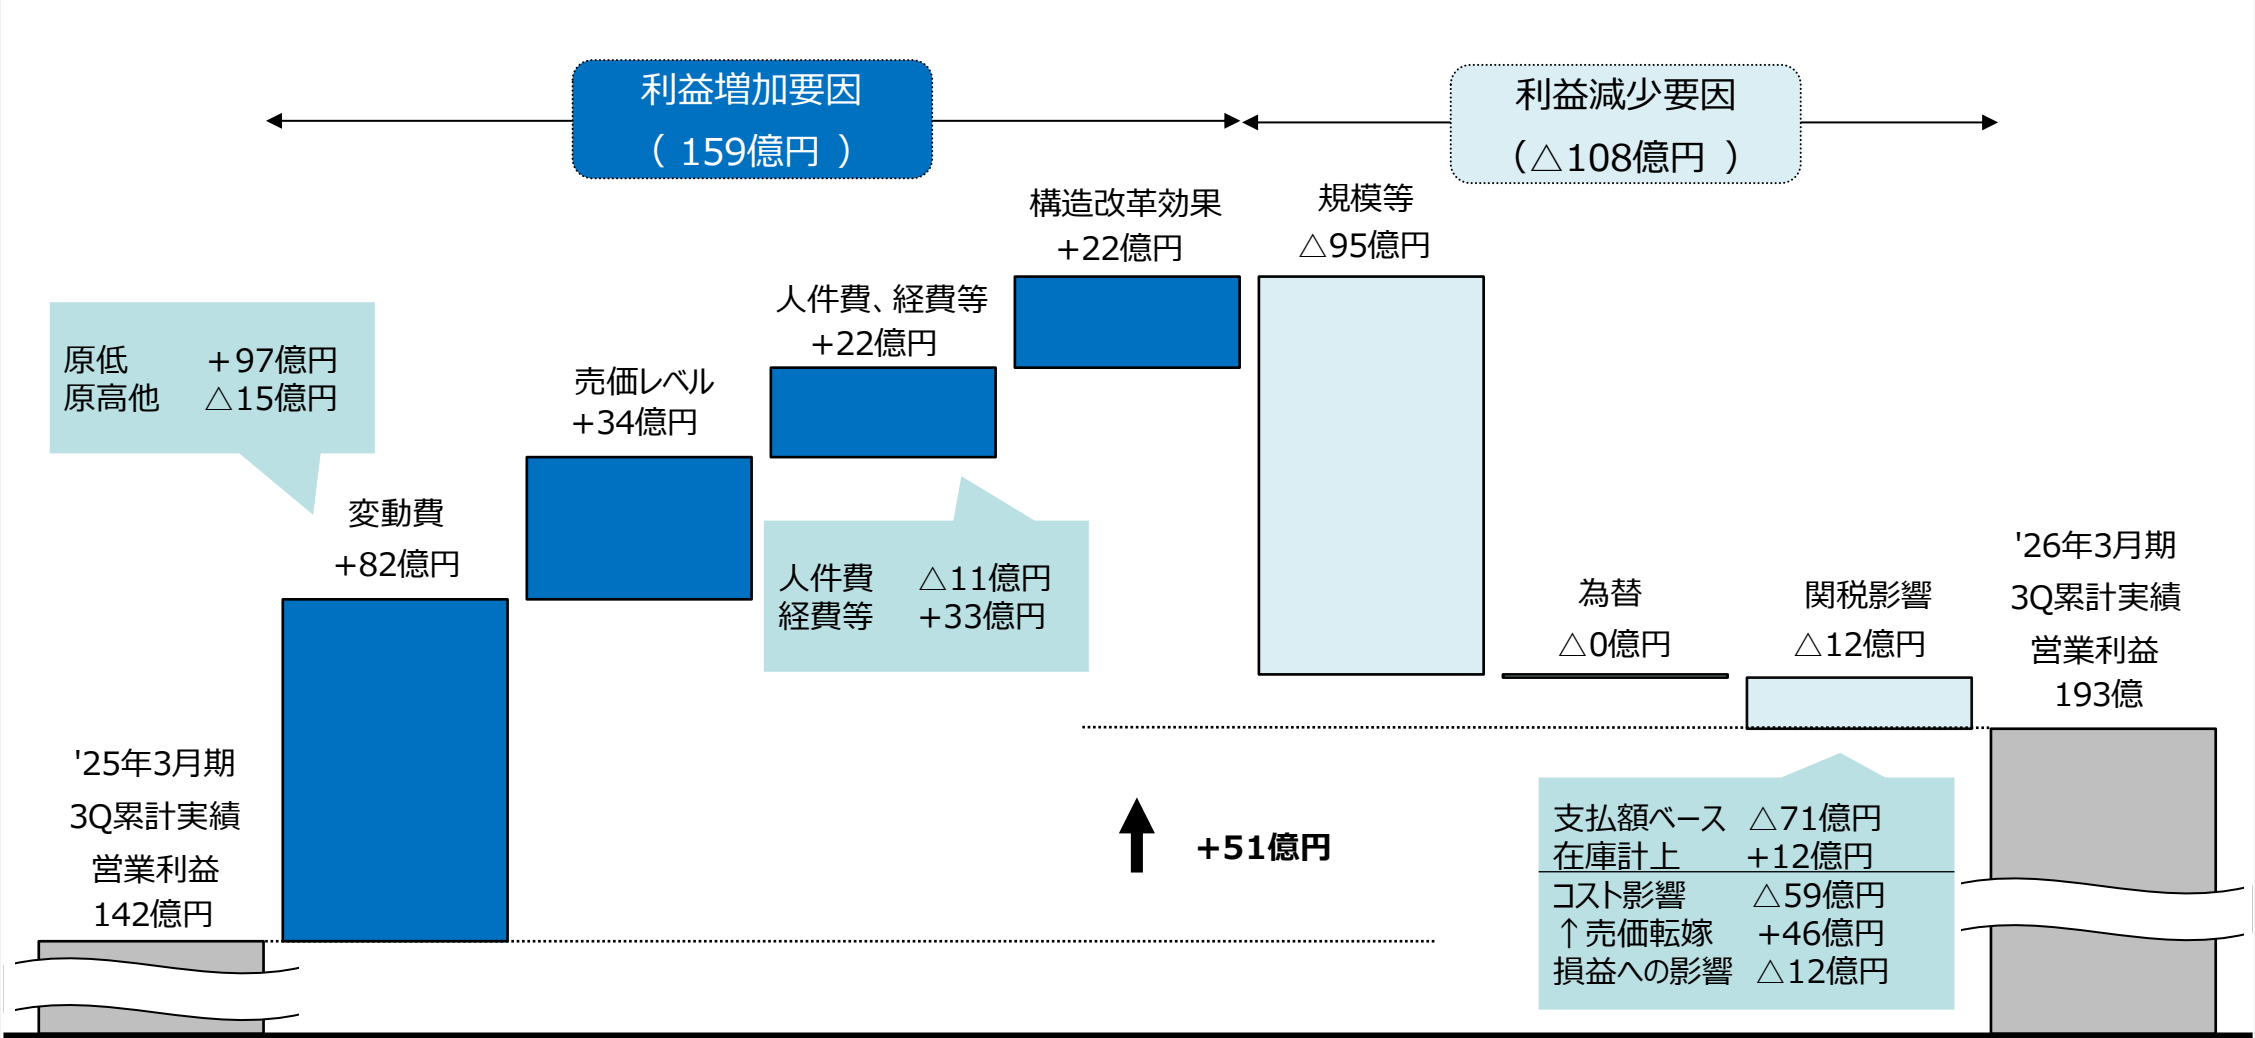 利益増加要因
（ 159億円 ）
利益減少要因
（△108億円 ）
原低 ＋97億円
原高他 △15億円
変動費
+82億円
売価レベル
+34億円
人件費、経費等
+22億円
人件費 △11億円
経費等 +33億円
構造改革効果
+22億円
規模等
△95億円
為替
△0億円
関税影響
△12億円
支払額ベース △71億円
在庫計上 +12億円
コスト影響 △59億円
↑売価転嫁 +46億円
損益への影響 △12億円
'25年3月期
3Q累計実績
営業利益
142億円
+51億円
'26年3月期
3Q累計実績
営業利益
193億